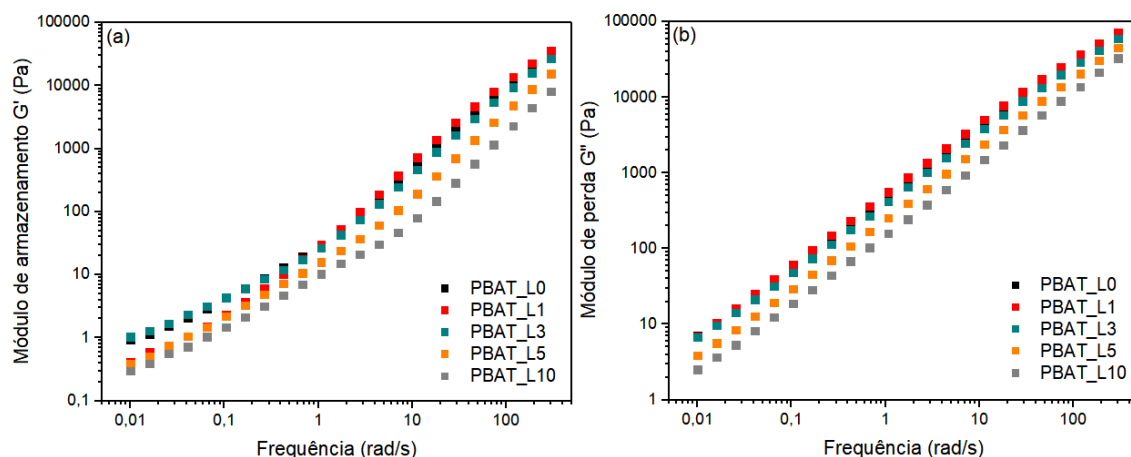 (a)
Módulo de armazenamento G' (Pa)
100000
10000
1000
100
10
1
0,1
0,01
0,1
1
10
100
Frequência (rad/s)
PBAT_L0
PBAT_L1
PBAT_L3
PBAT_L5
PBAT_L10
(b)
Módulo de perda G'' (Pa)
100000
10000
1000
100
10
1
0,01
0,1
1
10
100
Frequência (rad/s)
PBAT_L0
PBAT_L1
PBAT_L3
PBAT_L5
PBAT_L10